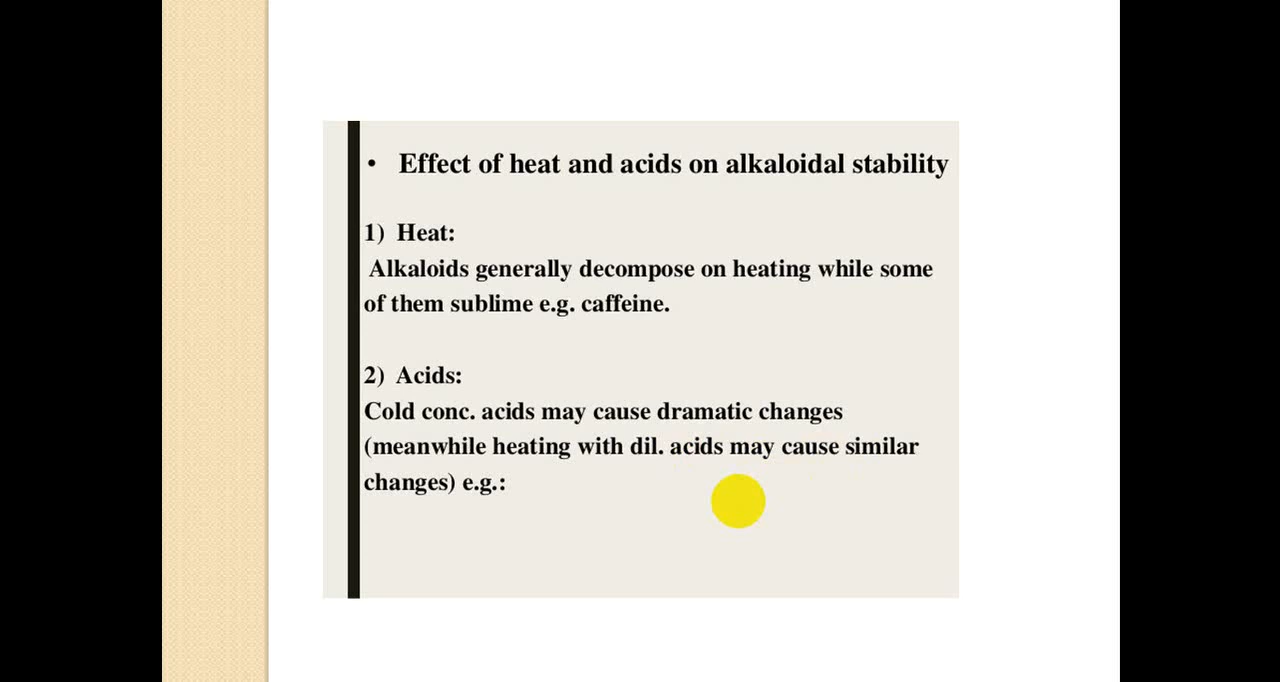 • Effect of heat and acids on alkaloidal stability
1) Heat:
Alkaloids generally decompose on heating while some
of them sublime e.g. caffeine.
2) Acids:
Cold conc. acids may cause dramatic changes
(meanwhile heating with dil. acids may cause similar
changes) e.g.: